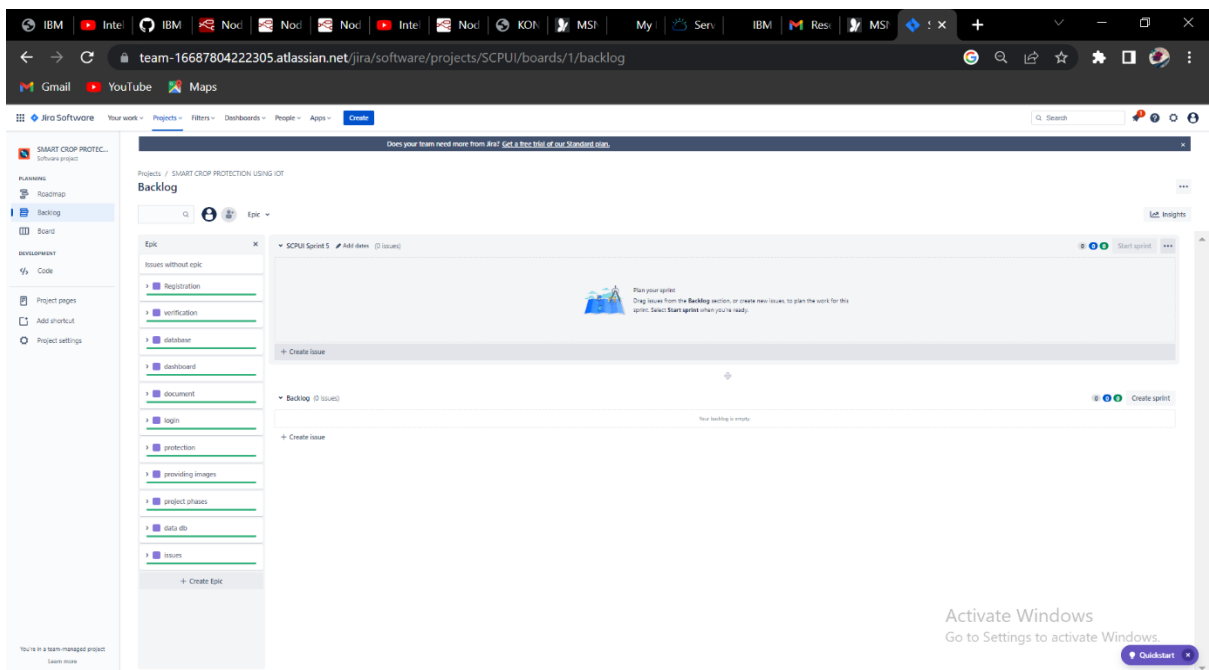 IBM Intel IBM Nod Nod Nod Intel Nod KON MSN My Serv IBM Rese MSN
team-16687804222305.atlassian.net/jira/software/projects/SCPUI/boards/1/backlog
Gmail YouTube Maps
Jira Software Your work Projects Filters Dashboards People Apps Create Search
Does your team need more from Jira? Get a free trial of our Standard plan.
SMART CROP PROTEC...
Software project
PLANNING
Roadmap
Backlog
Board
DEVELOPMENT
Code
Project pages
Add shortcut
Project settings
You're in a team-managed project
Learn more
Projects / SMART CROP PROTECTION USING IOT
Backlog
Epic
Insights
Epic
Issues without epic
Registration
verification
database
dashboard
document
login
protection
providing images
project phases
data db
issues
+ Create Epic
SCPUI Sprint 5 Add dates (0 issues) 0 0 0 Start sprint
Plan your sprint
Drag issues from the Backlog section, or create new issues, to plan the work for this
sprint. Select Start sprint when you're ready.
+ Create issue
Backlog (0 issues) 0 0 0 Create sprint
Your backlog is empty.
+ Create issue
Activate Windows
Go to Settings to activate Windows.
Quickstart